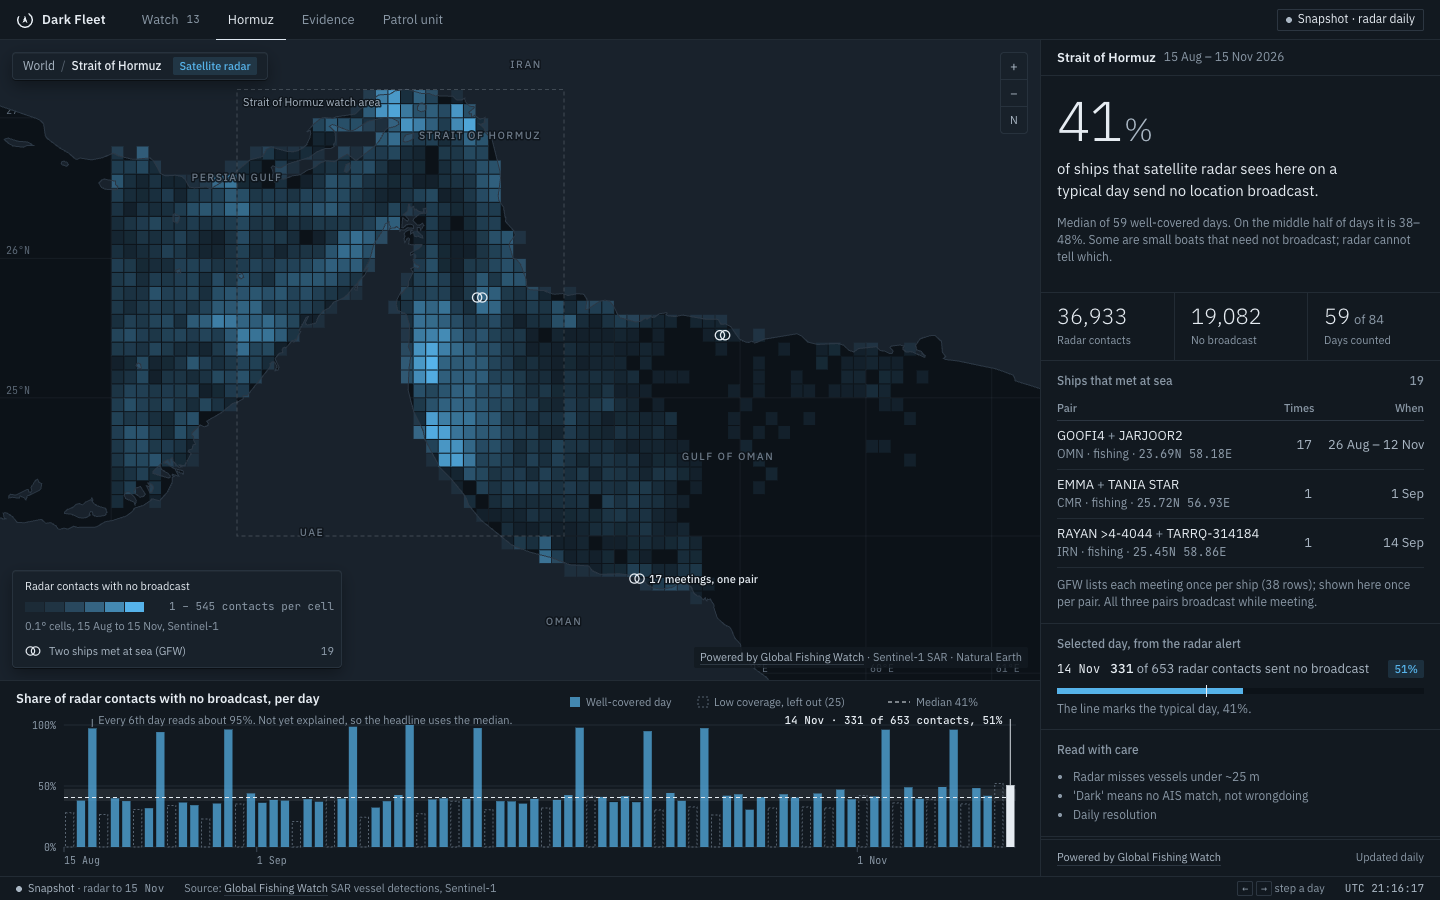 Dark Fleet
Watch 13
Hormuz
Evidence
Patrol unit
Snapshot · radar daily
World / Strait of Hormuz Satellite radar
IRAN
+
−
N
Strait of Hormuz watch area
STRAIT OF HORMUZ
PERSIAN GULF
26°N
25°N
GULF OF OMAN
UAE
17 meetings, one pair
OMAN
Radar contacts with no broadcast
1 – 545 contacts per cell
0.1° cells, 15 Aug to 15 Nov, Sentinel-1
Two ships met at sea (GFW) 19
Powered by Global Fishing Watch · Sentinel-1 SAR · Natural Earth
Strait of Hormuz 15 Aug – 15 Nov 2026
41%
of ships that satellite radar sees here on a
typical day send no location broadcast.
Median of 59 well-covered days. On the middle half of days it is 38–
48%. Some are small boats that need not broadcast; radar cannot
tell which.
36,933
Radar contacts
19,082
No broadcast
59 of 84
Days counted
Ships that met at sea 19
Pair Times When
GOOFI4 + JARJOOR2
OMN · fishing · 23.69N 58.18E
17 26 Aug – 12 Nov
EMMA + TANIA STAR
CMR · fishing · 25.72N 56.93E
1 1 Sep
RAYAN >4-4044 + TARRQ-314184
IRN · fishing · 25.45N 58.86E
1 14 Sep
GFW lists each meeting once per ship (38 rows); shown here once
per pair. All three pairs broadcast while meeting.
Selected day, from the radar alert
14 Nov 331 of 653 radar contacts sent no broadcast 51%
The line marks the typical day, 41%.
Read with care
• Radar misses vessels under ~25 m
• 'Dark' means no AIS match, not wrongdoing
• Daily resolution
Powered by Global Fishing Watch Updated daily
Share of radar contacts with no broadcast, per day
Well-covered day
Low coverage, left out (25)
Median 41%
Every 6th day reads about 95%. Not yet explained, so the headline uses the median.
14 Nov · 331 of 653 contacts, 51%
100%
50%
0%
15 Aug
1 Sep
1 Nov
Snapshot · radar to 15 Nov
Source: Global Fishing Watch SAR vessel detections, Sentinel-1
← → step a day
UTC 21:16:17